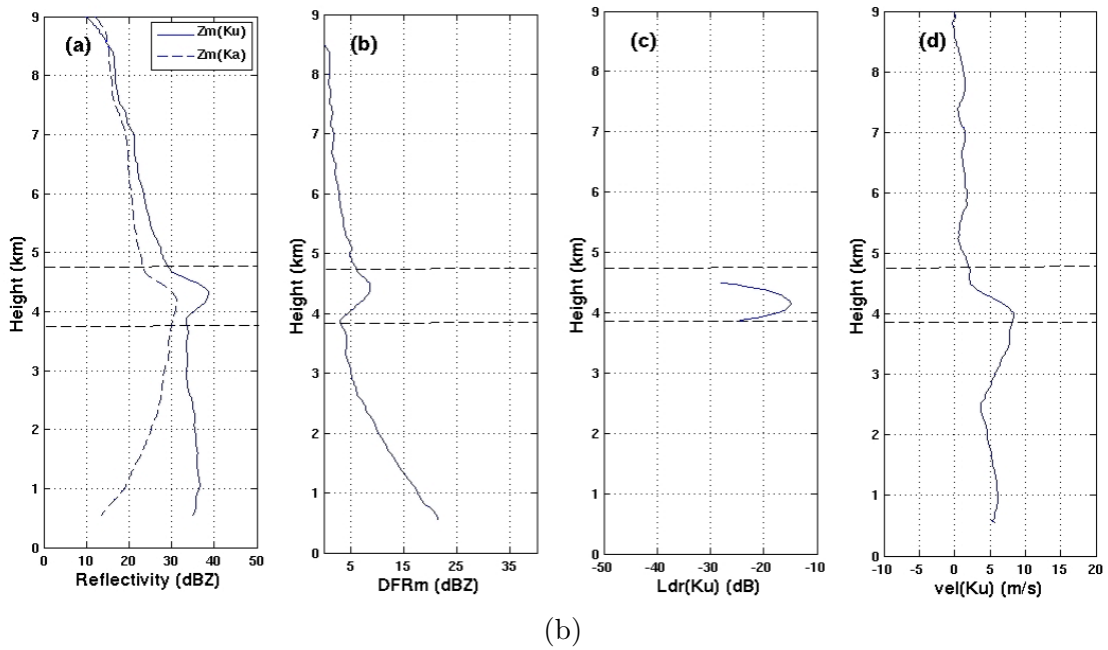 (a)
Zm(Ku)
Zm(Ka)
9
8
7
6
5
4
3
2
1
0
Height (km)
0 10 20 30 40 50
Reflectivity (dBZ)
(b)
9
8
7
6
5
4
3
2
1
0
Height (km)
5 15 25 35
DFRm (dBZ)
(c)
9
8
7
6
5
4
3
2
1
0
Height (km)
-50 -40 -30 -20 -10
Ldr(Ku) (dB)
(d)
9
8
7
6
5
4
3
2
1
0
Height (km)
-10 -5 0 5 10 15 20
vel(Ku) (m/s)
(b)